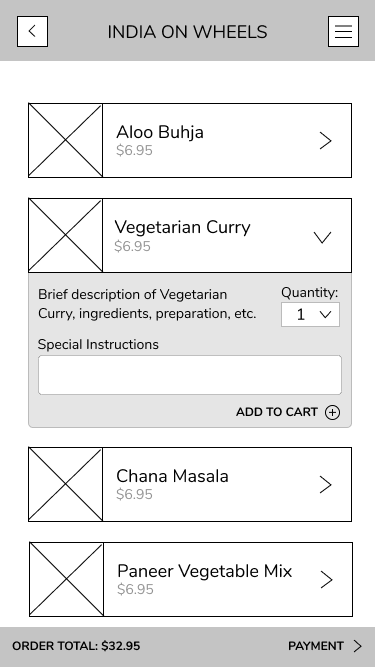 INDIA ON WHEELS
Aloo Buhja
$6.95
Vegetarian Curry
$6.95
Brief description of Vegetarian
Curry, ingredients, preparation, etc.
Quantity:
1
Special Instructions
ADD TO CART
Chana Masala
$6.95
Paneer Vegetable Mix
$6.95
ORDER TOTAL: $32.95
PAYMENT